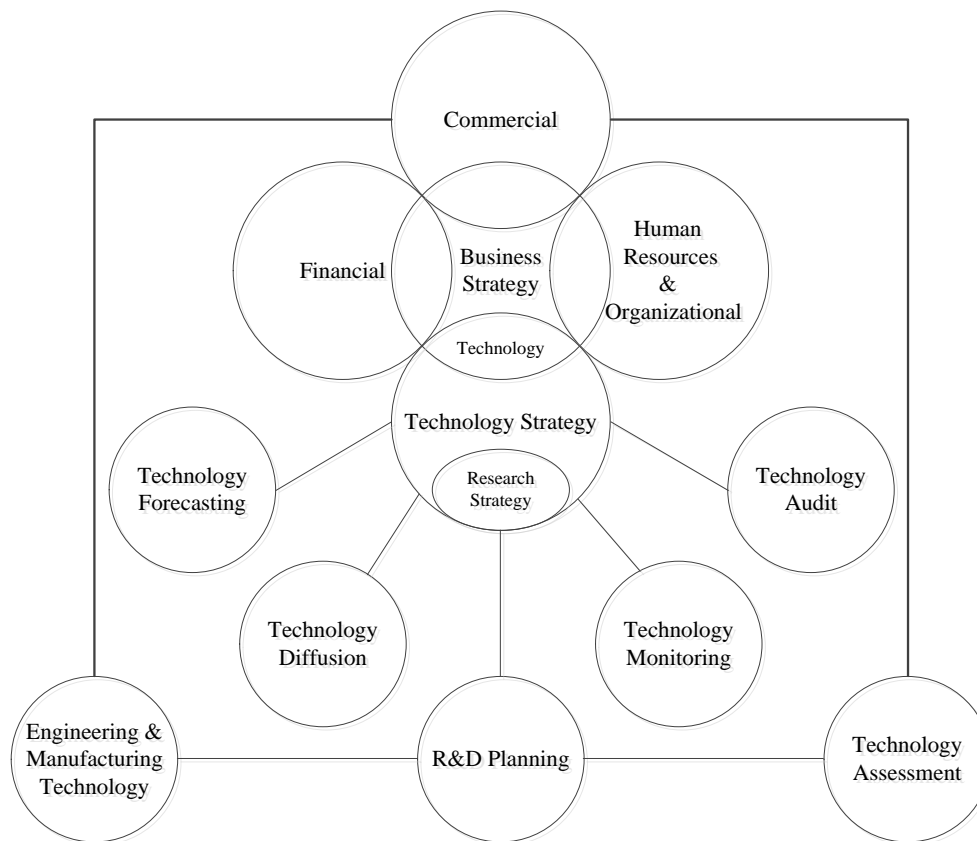 Commercial
Financial
Business
Strategy
Human
Resources
&
Organizational
Technology
Technology Strategy
Research
Strategy
Technology
Forecasting
Technology
Audit
Technology
Diffusion
Technology
Monitoring
Engineering &
Manufacturing
Technology
R&D Planning
Technology
Assessment